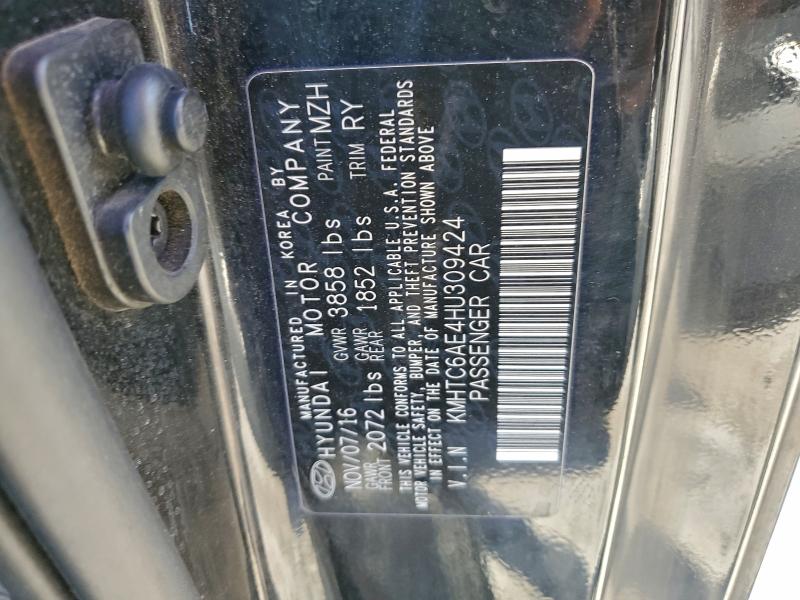 MANUFACTURED IN KOREA BY
HYUNDAI MOTOR COMPANY
NOV/07/16 GVWR 3858 lbs PAINT MZH
GAWR FRONT 2072 lbs GAWR REAR 1852 lbs TRIM RY
THIS VEHICLE CONFORMS TO ALL APPLICABLE U.S.A. FEDERAL
MOTOR VEHICLE SAFETY, BUMPER, AND THEFT PREVENTION STANDARDS
IN EFFECT ON THE DATE OF MANUFACTURE SHOWN ABOVE
V.I.N KMHTC6AE4HU309424
PASSENGER CAR